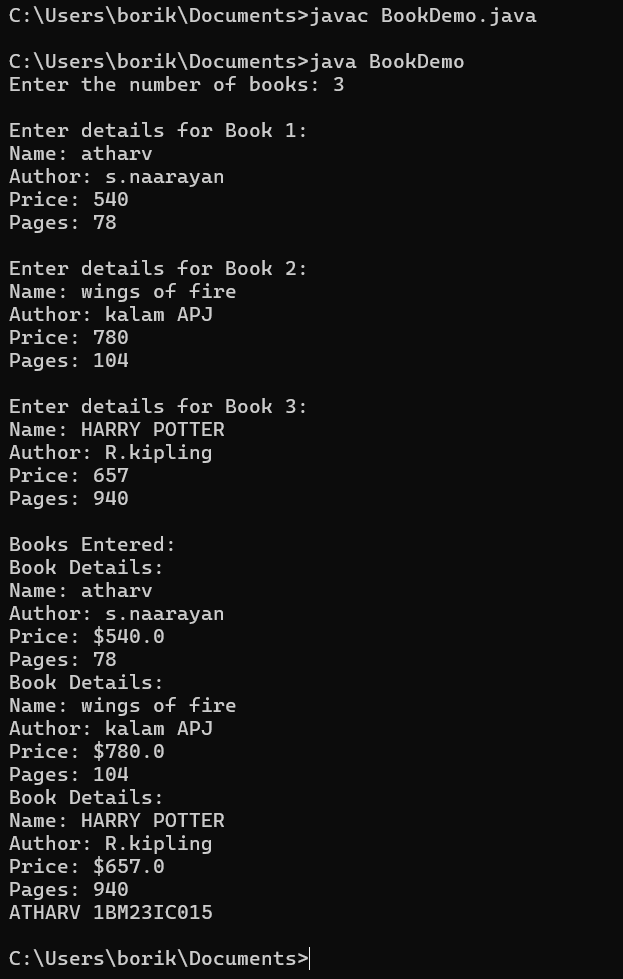 C:\Users\borik\Documents>javac BookDemo.java
C:\Users\borik\Documents>java BookDemo
Enter the number of books: 3
Enter details for Book 1:
Name: atharv
Author: s.naarayan
Price: 540
Pages: 78
Enter details for Book 2:
Name: wings of fire
Author: kalam APJ
Price: 780
Pages: 104
Enter details for Book 3:
Name: HARRY POTTER
Author: R.kipling
Price: 657
Pages: 940
Books Entered:
Book Details:
Name: atharv
Author: s.naarayan
Price: $540.0
Pages: 78
Book Details:
Name: wings of fire
Author: kalam APJ
Price: $780.0
Pages: 104
Book Details:
Name: HARRY POTTER
Author: R.kipling
Price: $657.0
Pages: 940
ATHARV 1BM23IC015
C:\Users\borik\Documents>